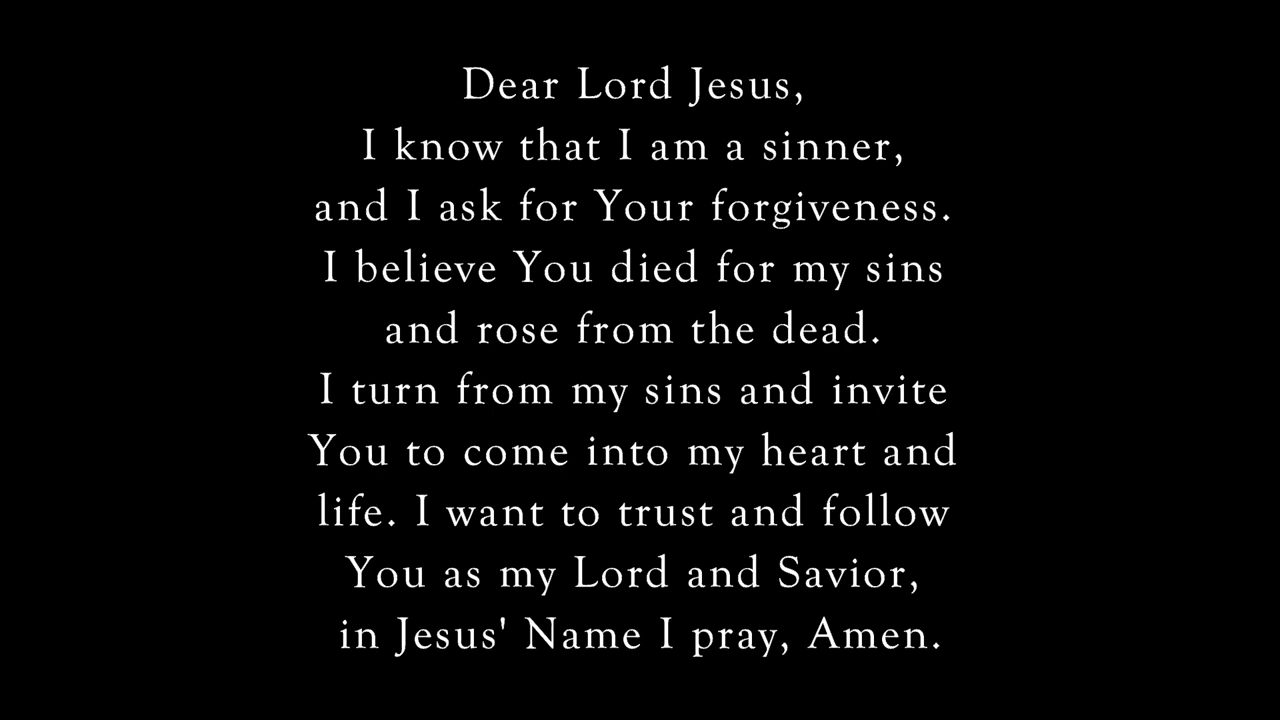 Dear Lord Jesus,
I know that I am a sinner,
and I ask for Your forgiveness.
I believe You died for my sins
and rose from the dead.
I turn from my sins and invite
You to come into my heart and
life. I want to trust and follow
You as my Lord and Savior,
in Jesus' Name I pray, Amen.